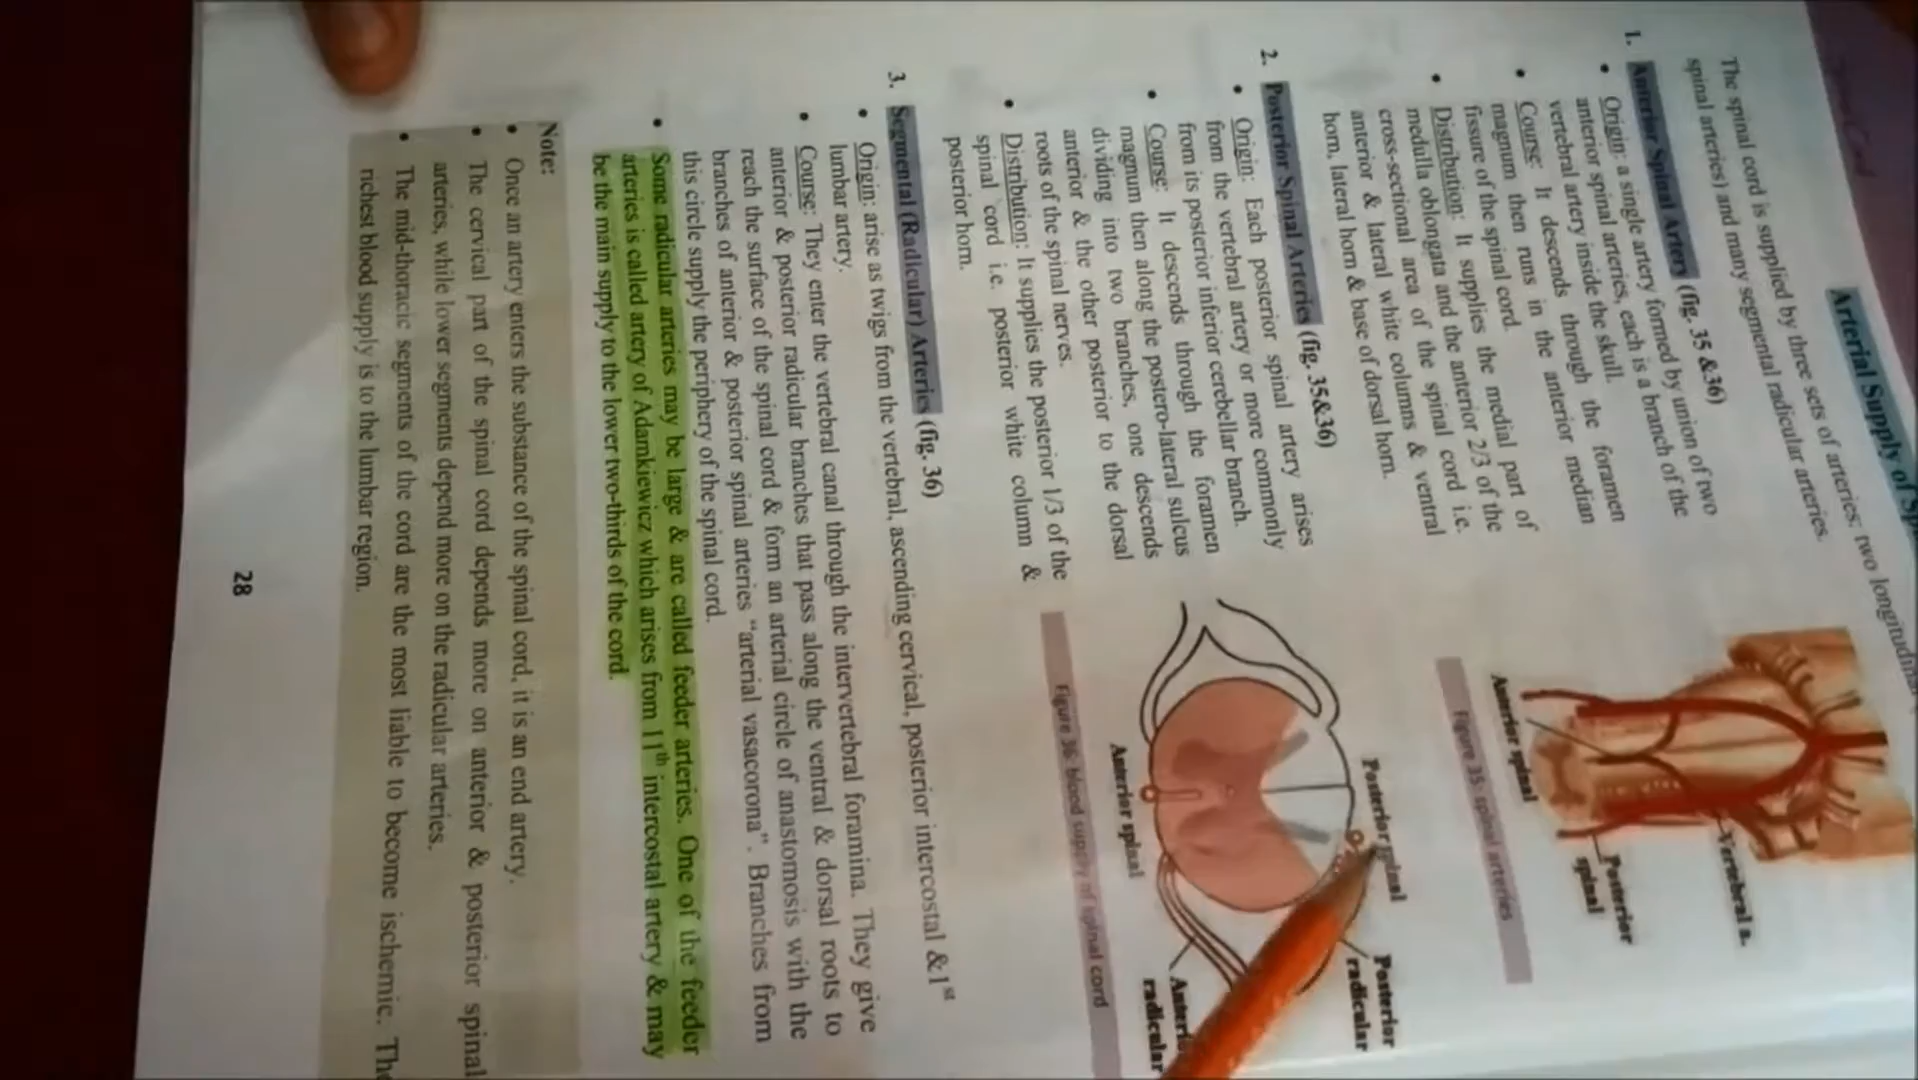 Arterial Supply of
The spinal cord is supplied by three sets of arteries: two longitudinal
spinal arteries) and many segmental radicular arteries.
1. Anterior Spinal Artery (fig. 35 &36)
• Origin: a single artery formed by union of two
anterior spinal arteries, each is a branch of the
vertebral artery inside the skull.
• Course: It descends through the foramen
magnum then runs in the anterior median
fissure of the spinal cord.
• Distribution: It supplies the medial part of
medulla oblongata and the anterior 2/3 of the
cross-sectional area of the spinal cord i.e.
anterior & lateral white columns & ventral
horn, lateral horn & base of dorsal horn.
Vertebral a.
Posterior
spinal
Anterior spinal
Figure 35: spinal arteries
2. Posterior Spinal Arteries (fig. 35&36)
• Origin: Each posterior spinal artery arises
from the vertebral artery or more commonly
from its posterior inferior cerebellar branch.
• Course: It descends through the foramen
magnum then along the postero-lateral sulcus
dividing into two branches, one descends
anterior & the other posterior to the dorsal
roots of the spinal nerves.
• Distribution: It supplies the posterior 1/3 of the
spinal cord i.e. posterior white column &
posterior horn.
Posterior spinal
Posterior
radicular
Anterior spinal
Anteri
radicular
Figure 36: blood supply of spinal cord
3. Segmental (Radicular) Arteries (fig. 36)
• Origin: arise as twigs from the vertebral, ascending cervical, posterior intercostal &1st
lumbar artery.
• Course: They enter the vertebral canal through the intervertebral foramina. They give
anterior & posterior radicular branches that pass along the ventral & dorsal roots to
reach the surface of the spinal cord & form an arterial circle of anastomosis with the
branches of anterior & posterior spinal arteries "arterial vasacorona". Branches from
this circle supply the periphery of the spinal cord.
• Some radicular arteries may be large & are called feeder arteries. One of the feeder
arteries is called artery of Adamkiewicz which arises from 11th intercostal artery & may
be the main supply to the lower two-thirds of the cord.
Note:
• Once an artery enters the substance of the spinal cord, it is an end artery.
• The cervical part of the spinal cord depends more on anterior & posterior spinal
arteries, while lower segments depend more on the radicular arteries.
• The mid-thoracic segments of the cord are the most liable to become ischemic. The
richest blood supply is to the lumbar region.
28